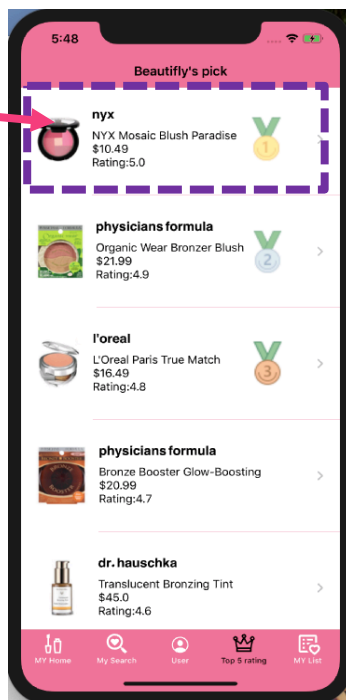 5:48
Beautifly's pick
nyx
NYX Mosaic Blush Paradise
$10.49
Rating:5.0
1
physicians formula
Organic Wear Bronzer Blush
$21.99
Rating:4.9
2
l'oreal
L'Oreal Paris True Match
$16.49
Rating:4.8
3
physicians formula
Bronze Booster Glow-Boosting
$20.99
Rating:4.7
dr. hauschka
Translucent Bronzing Tint
$45.0
Rating:4.6
MY Home
My Search
User
Top 5 rating
MY List